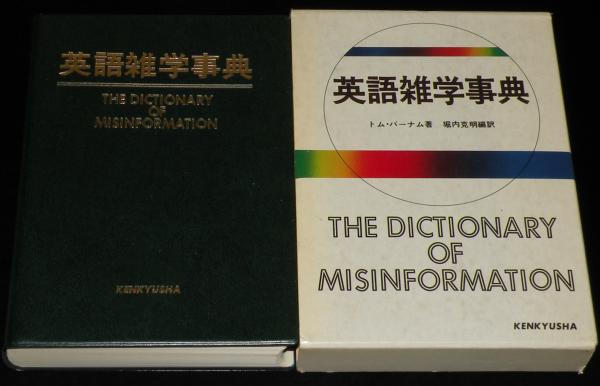 英語雑学事典
THE DICTIONARY
OF
MISINFORMATION
KENKYUSHA
英語雑学事典
トム・バーナム著 堀内克明編訳
THE DICTIONARY
OF
MISINFORMATION
KENKYUSHA